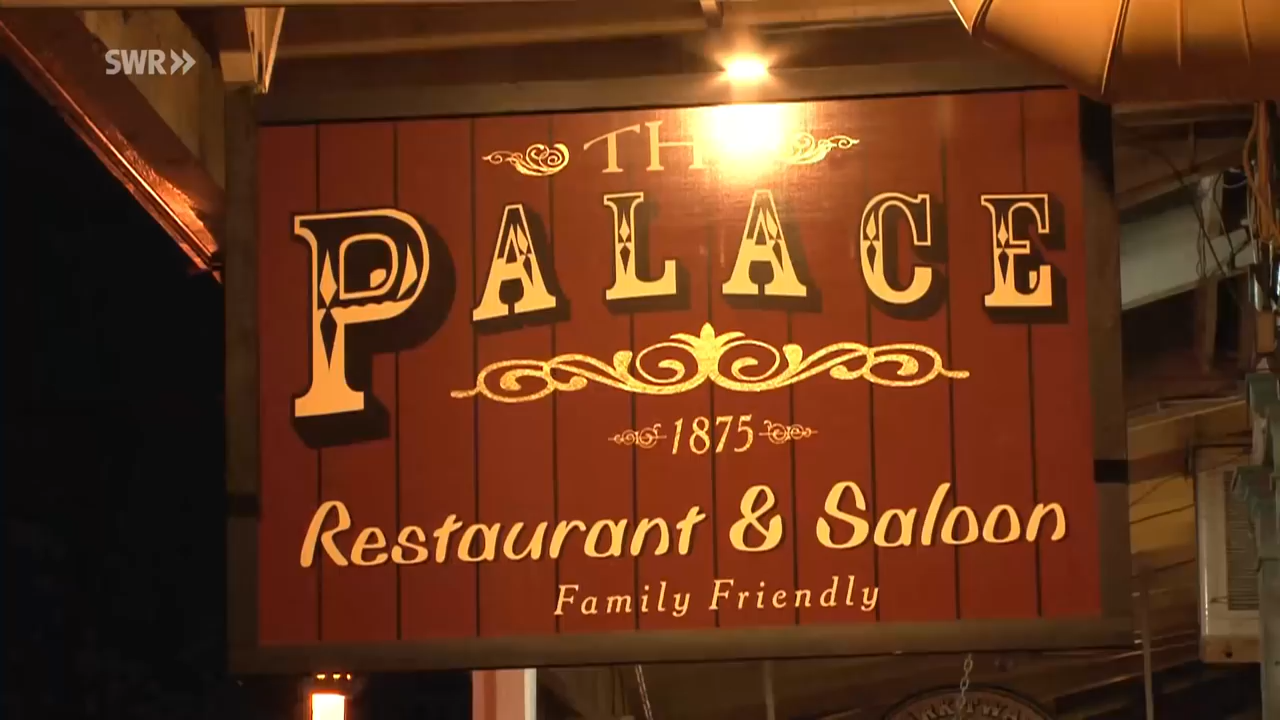 SWR
THE
PALACE
1875
Restaurant & Saloon
Family Friendly